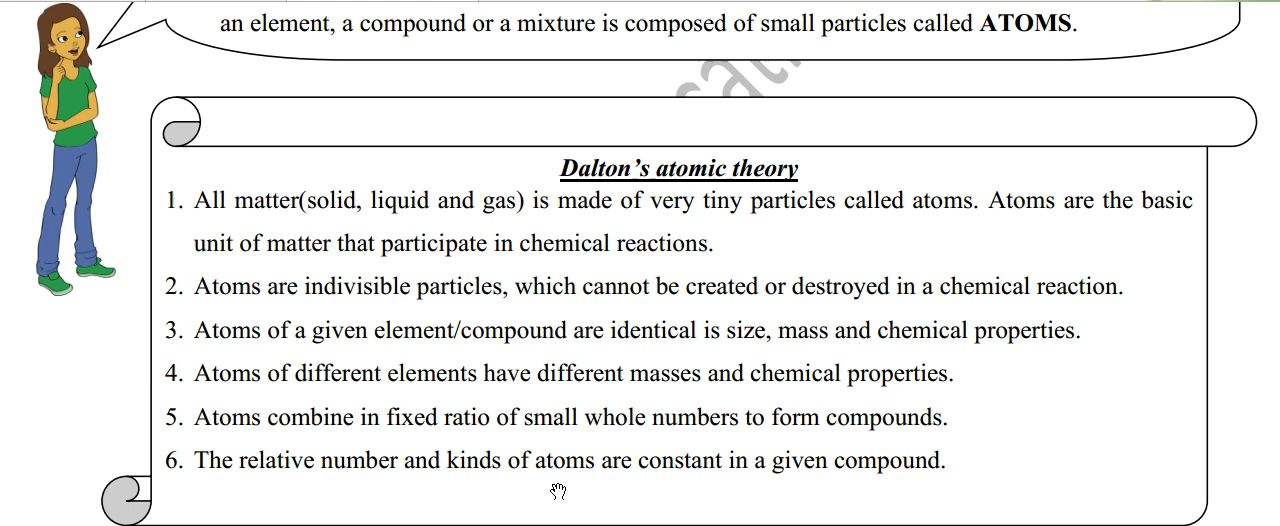 an element, a compound or a mixture is composed of small particles called ATOMS.
Dalton's atomic theory
1. All matter(solid, liquid and gas) is made of very tiny particles called atoms. Atoms are the basic
unit of matter that participate in chemical reactions.
2. Atoms are indivisible particles, which cannot be created or destroyed in a chemical reaction.
3. Atoms of a given element/compound are identical is size, mass and chemical properties.
4. Atoms of different elements have different masses and chemical properties.
5. Atoms combine in fixed ratio of small whole numbers to form compounds.
6. The relative number and kinds of atoms are constant in a given compound.